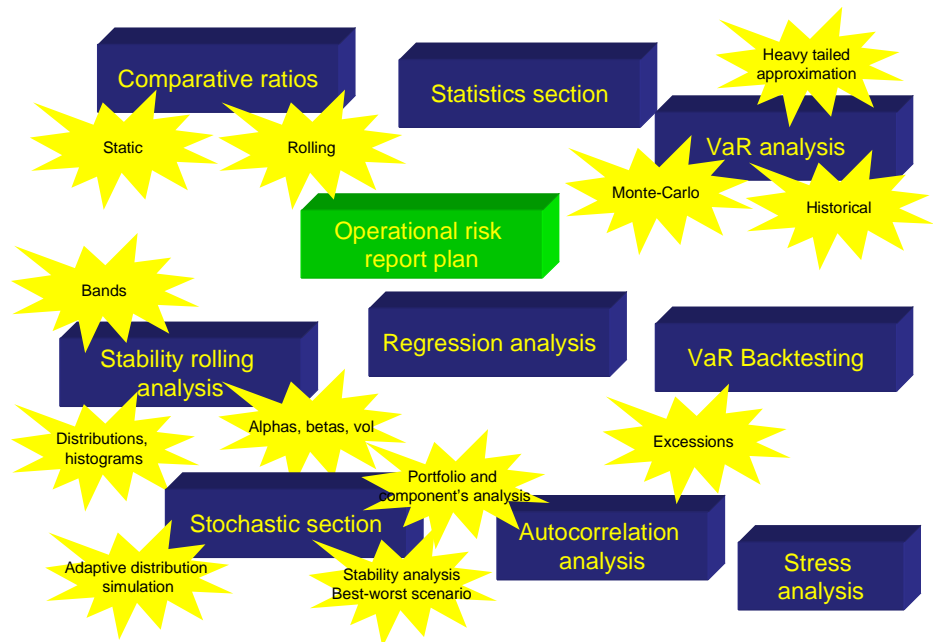 Comparative ratios
Static
Rolling
Statistics section
Heavy tailed
approximation
VaR analysis
Monte-Carlo
Historical
Operational risk
report plan
Bands
Stability rolling
analysis
Distributions,
histograms
Alphas, betas, vol
Regression analysis
VaR Backtesting
Excessions
Portfolio and
component's analysis
Stochastic section
Adaptive distribution
simulation
Stability analysis
Best-worst scenario
Autocorrelation
analysis
Stress
analysis